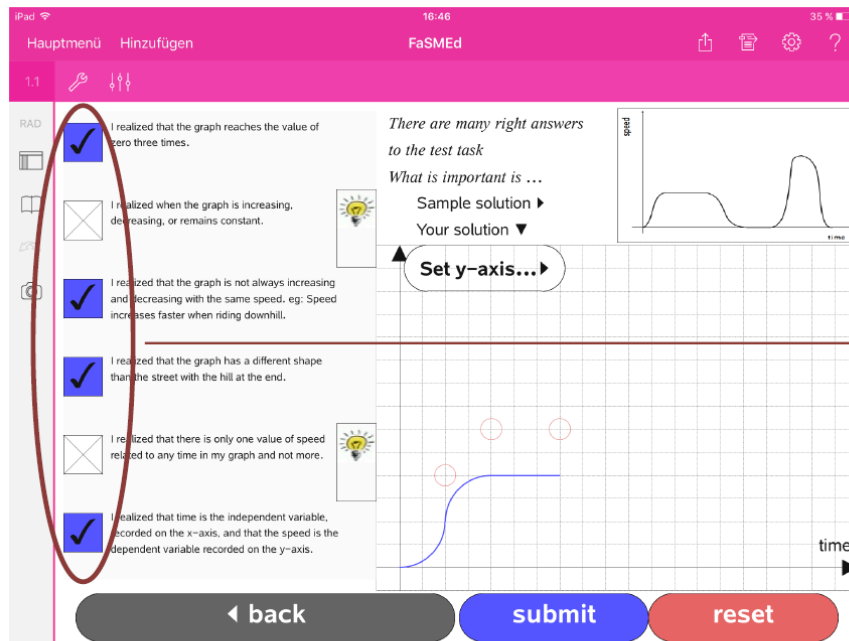 iPad 16:46 35 %
Hauptmenü Hinzufügen FaSMEd ?
1.1
RAD
I realized that the graph reaches the value of
zero three times.
I realized when the graph is increasing,
decreasing, or remains constant.
I realized that the graph is not always increasing
and decreasing with the same speed. eg: Speed
increases faster when riding downhill.
I realized that the graph has a different shape
than the street with the hill at the end.
I realized that there is only one value of speed
related to any time in my graph and not more.
I realized that time is the independent variable,
recorded on the x-axis, and that the speed is the
dependent variable recorded on the y-axis.
There are many right answers
to the test task
What is important is ...
Sample solution
Your solution
speed
time
Set y-axis...
time
back submit reset